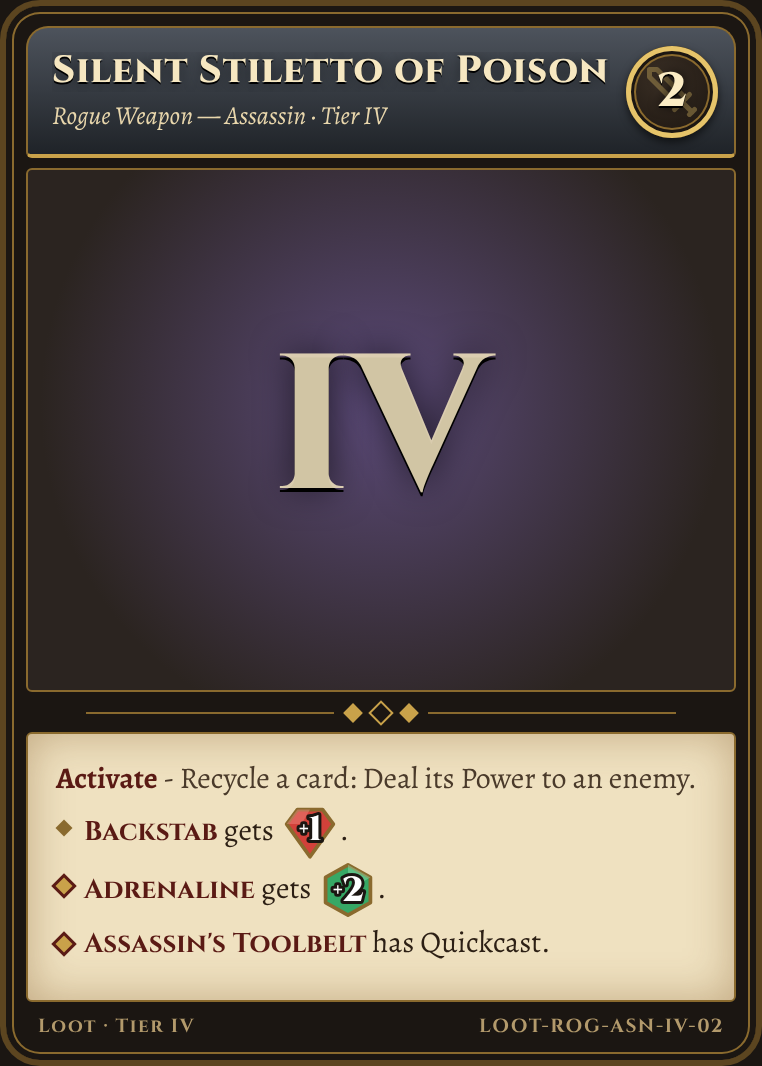 Silent Stiletto of Poison
Rogue Weapon — Assassin · Tier IV
2
IV
Activate - Recycle a card: Deal its Power to an enemy.
Backstab gets +1 .
Adrenaline gets +2 .
Assassin's Toolbelt has Quickcast.
Loot · Tier IV
LOOT-ROG-ASN-IV-02